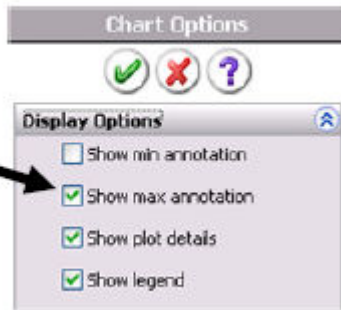 Chart Options
?
Display Options
Show min annotation
Show max annotation
Show plot details
Show legend